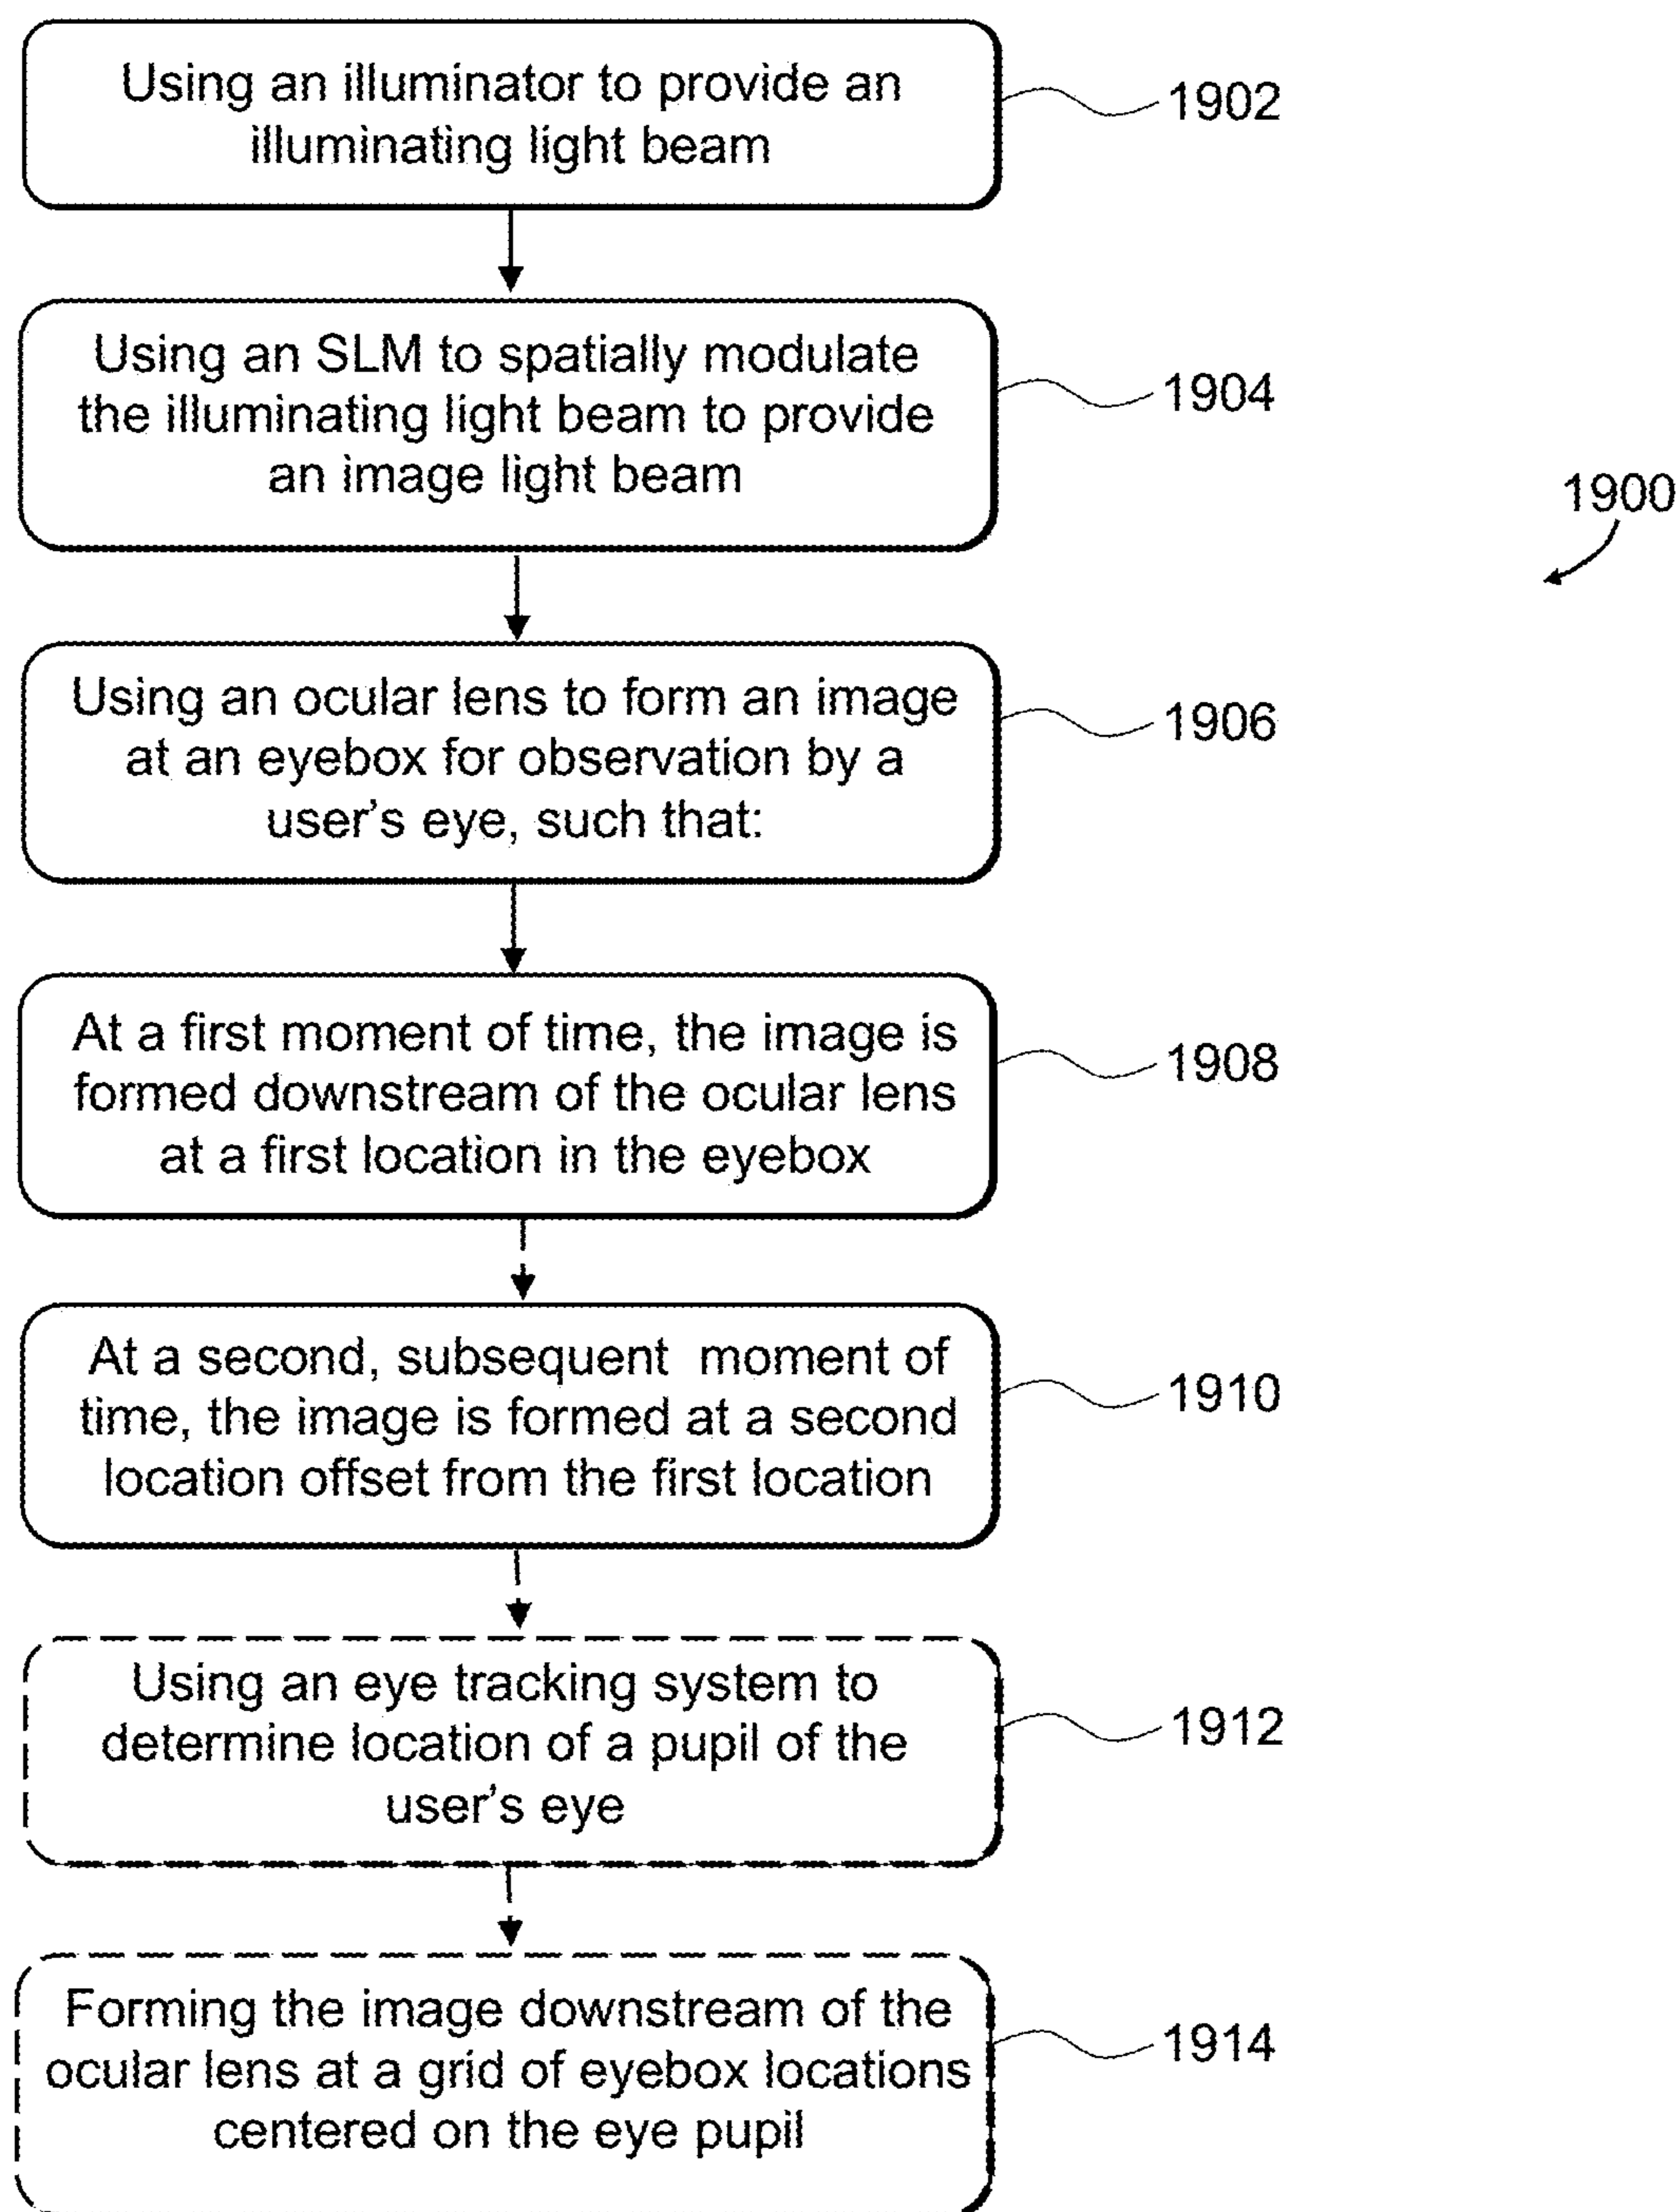 Using an illuminator to provide an
illuminating light beam
1902
Using an SLM to spatially modulate
the illuminating light beam to provide
an image light beam
1904
1900
Using an ocular lens to form an image
at an eyebox for observation by a
user's eye, such that:
1906
At a first moment of time, the image is
formed downstream of the ocular lens
at a first location in the eyebox
1908
At a second, subsequent moment of
time, the image is formed at a second
location offset from the first location
1910
Using an eye tracking system to
determine location of a pupil of the
user's eye
1912
Forming the image downstream of the
ocular lens at a grid of eyebox locations
centered on the eye pupil
1914